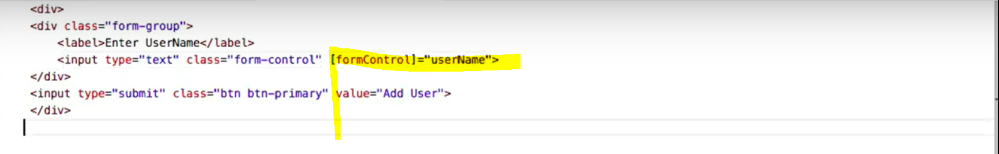 <div>
<div class="form-group">
<label>Enter UserName</label>
<input type="text" class="form-control" [formControl]="userName">
</div>
<input type="submit" class="btn btn-primary" value="Add User">
</div>